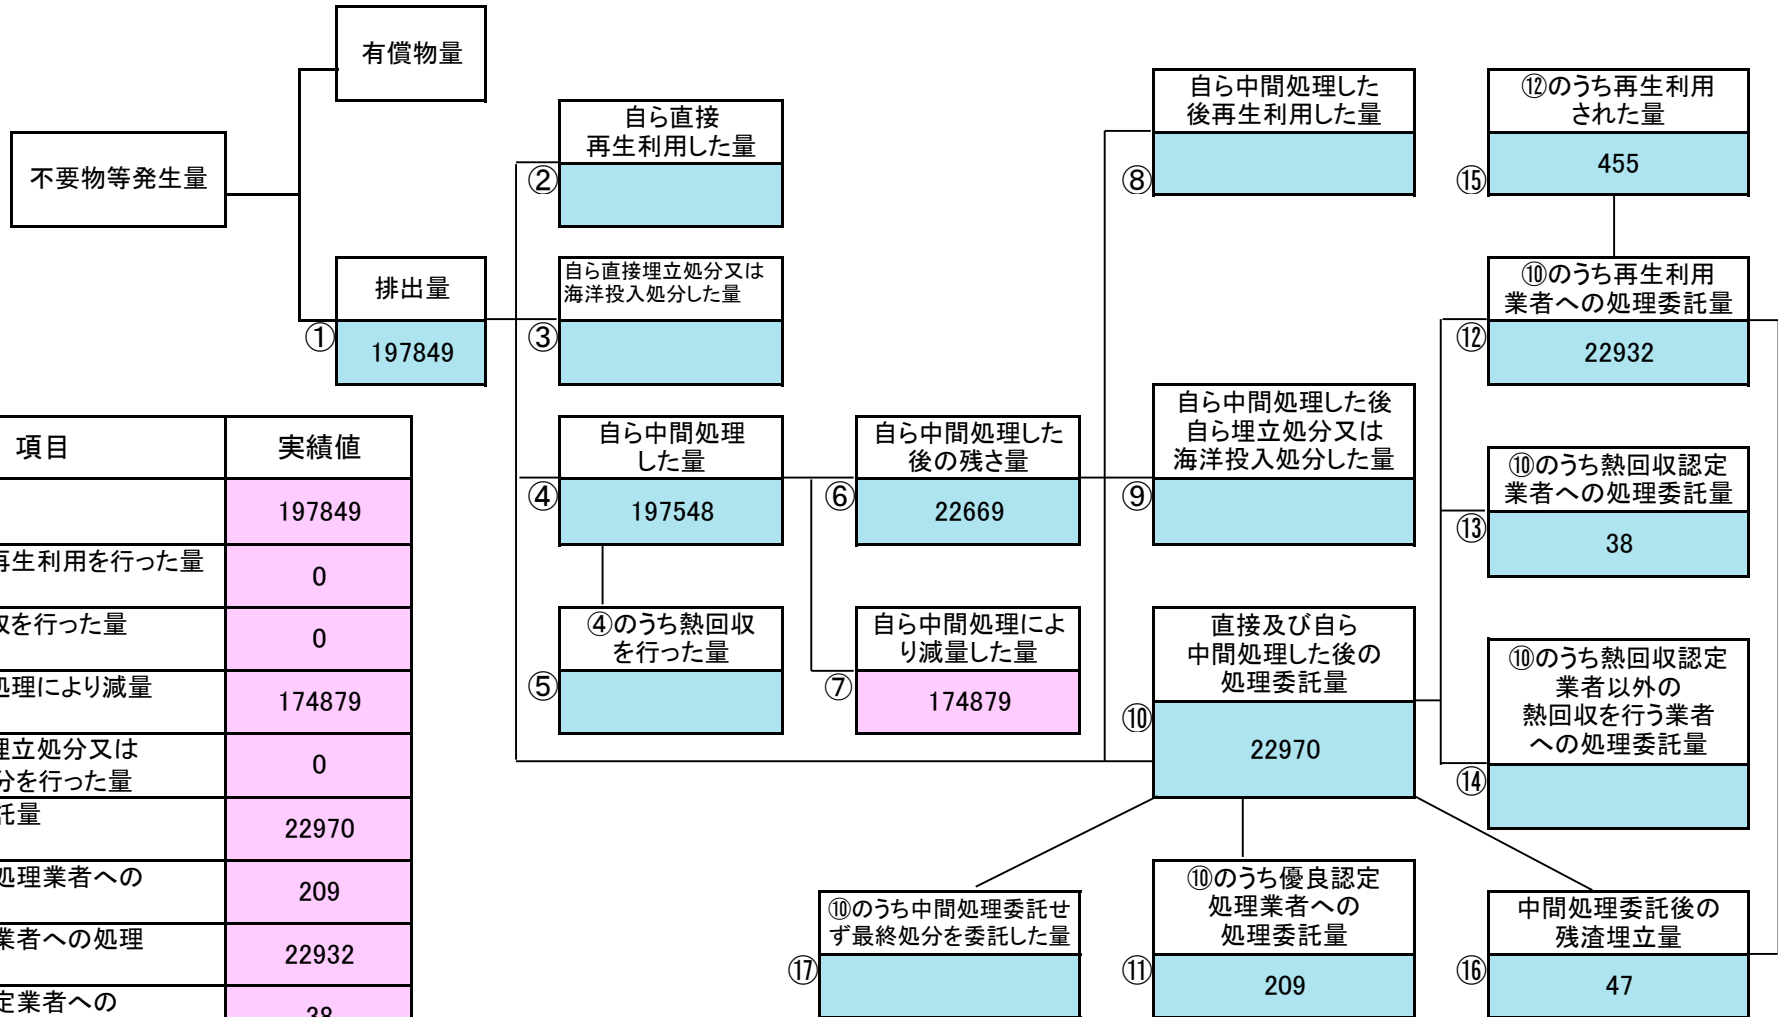 有償物量
不要物等発生量
排出量
①
197849
自ら直接
再生利用した量
②
自ら直接埋立処分又は
海洋投入処分した量
③
自ら中間処理
した量
④
197548
④のうち熱回収
を行った量
⑤
自ら中間処理した
後の残さ量
⑥
22669
自ら中間処理によ
り減量した量
⑦
174879
自ら中間処理した
後再生利用した量
⑧
自ら中間処理した後
自ら埋立処分又は
海洋投入処分した量
⑨
直接及び自ら
中間処理した後の
処理委託量
⑩
22970
⑫のうち再生利用
された量
⑮
455
⑩のうち再生利用
業者への処理委託量
⑫
22932
⑩のうち熱回収認定
業者への処理委託量
⑬
38
⑩のうち熱回収認定
業者以外の
熱回収を行う業者
への処理委託量
⑭
⑩のうち中間処理委託せ
ず最終処分を委託した量
⑰
⑩のうち優良認定
処理業者への
処理委託量
⑪
209
中間処理委託後の
残渣埋立量
⑯
47
項目
実績値
197849
再生利用を行った量
0
収を行った量
0
処理により減量
174879
埋立処分又は
分を行った量
0
託量
22970
処理業者への
209
業者への処理
22932
定業者への
38